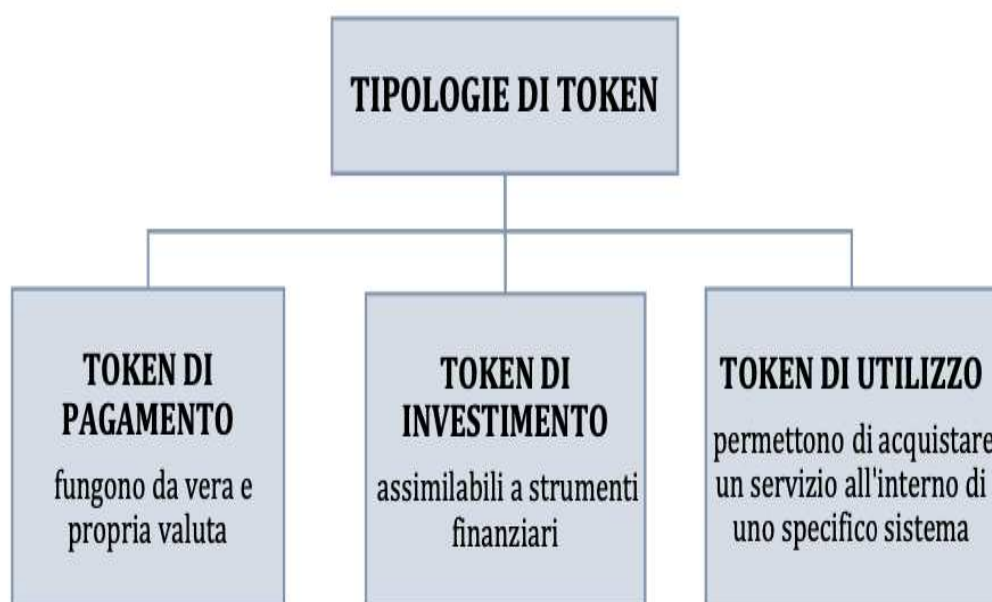 TIPOLOGIE DI TOKEN
TOKEN DI
PAGAMENTO
fungono da vera e
propria valuta
TOKEN DI
INVESTIMENTO
assimilabili a strumenti
finanziari
TOKEN DI UTILIZZO
permettono di acquistare
un servizio all'interno di
uno specifico sistema